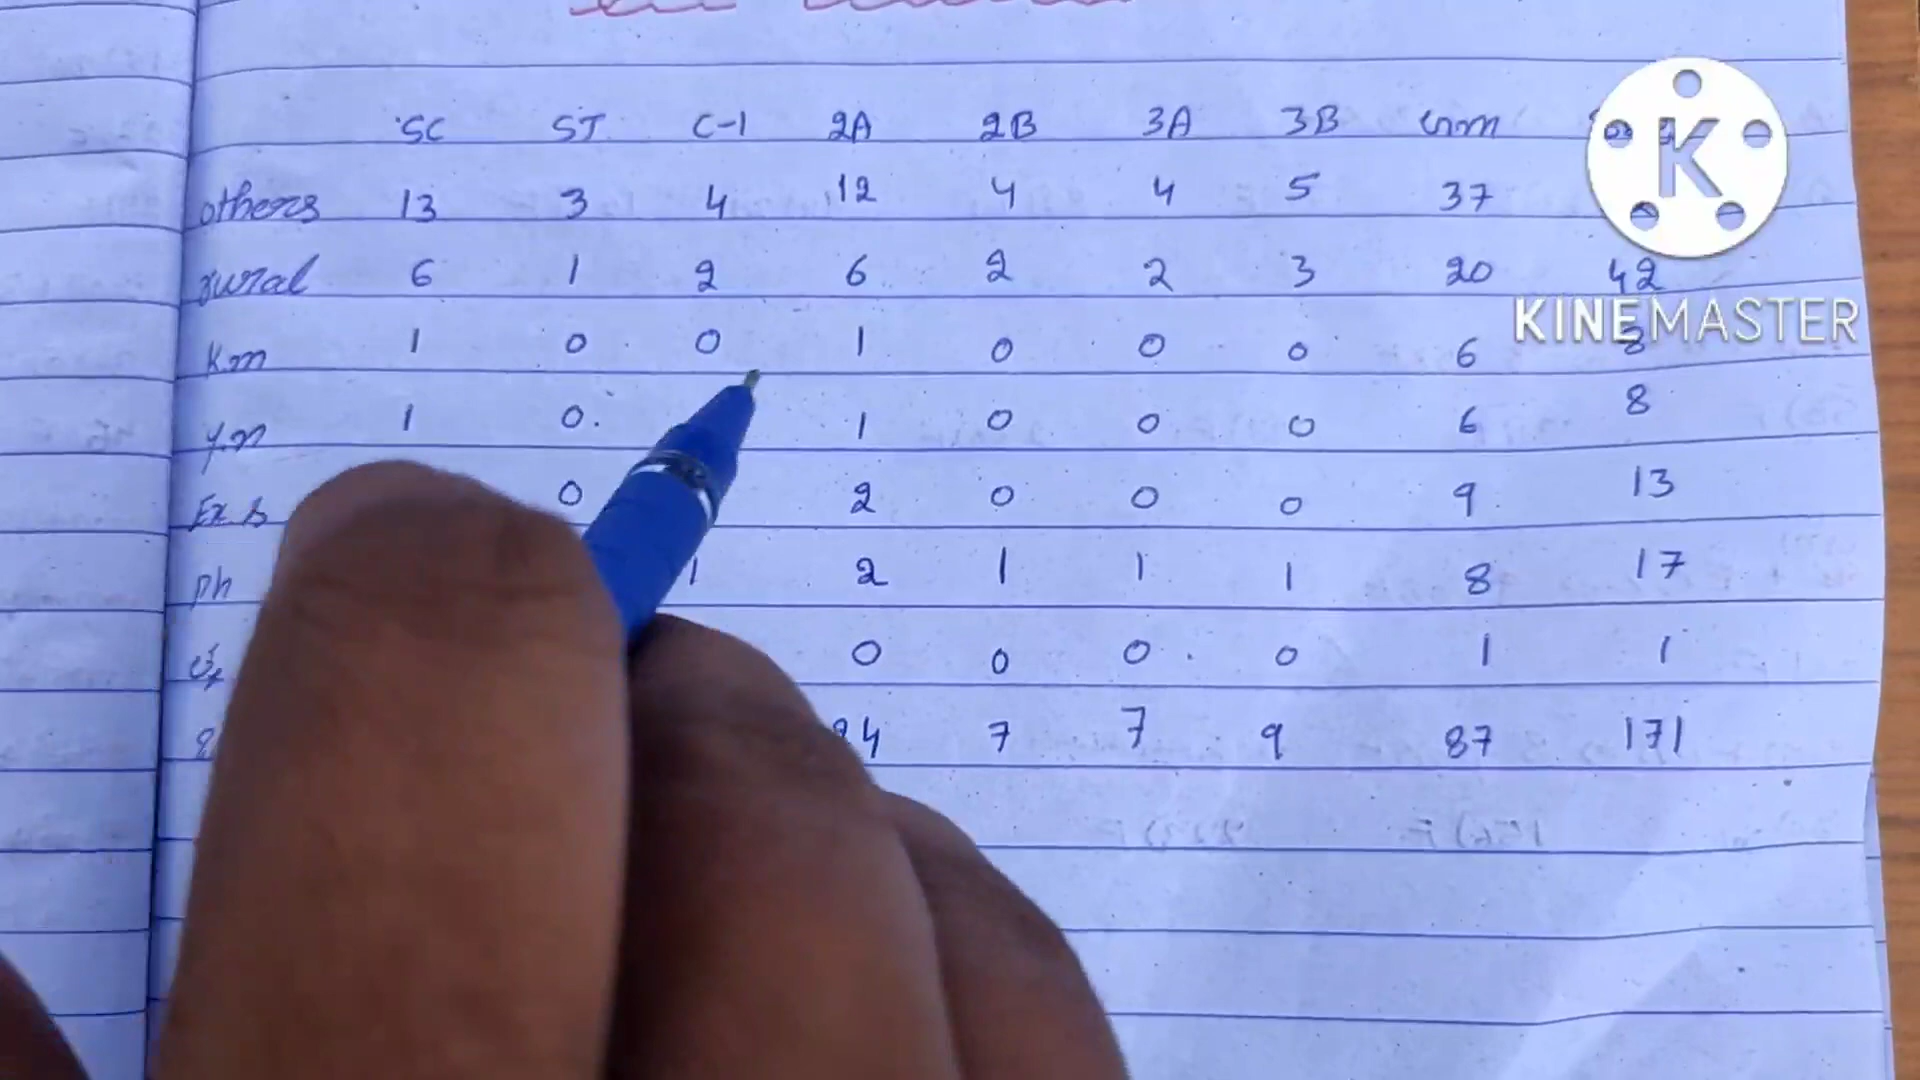 SC ST C-1 2A 2B 3A 3B Gm
others 13 3 4 12 4 4 5 37
rural 6 1 2 6 2 2 3 20 42
K.m 1 0 0 1 0 0 0 6 8
y.m 1 0 1 0 0 0 6 8
Ex s 0 2 0 0 0 9 13
ph 1 2 1 1 1 8 17
0 0 0 0 1 1
24 7 7 9 87 171
K
KINEMASTER